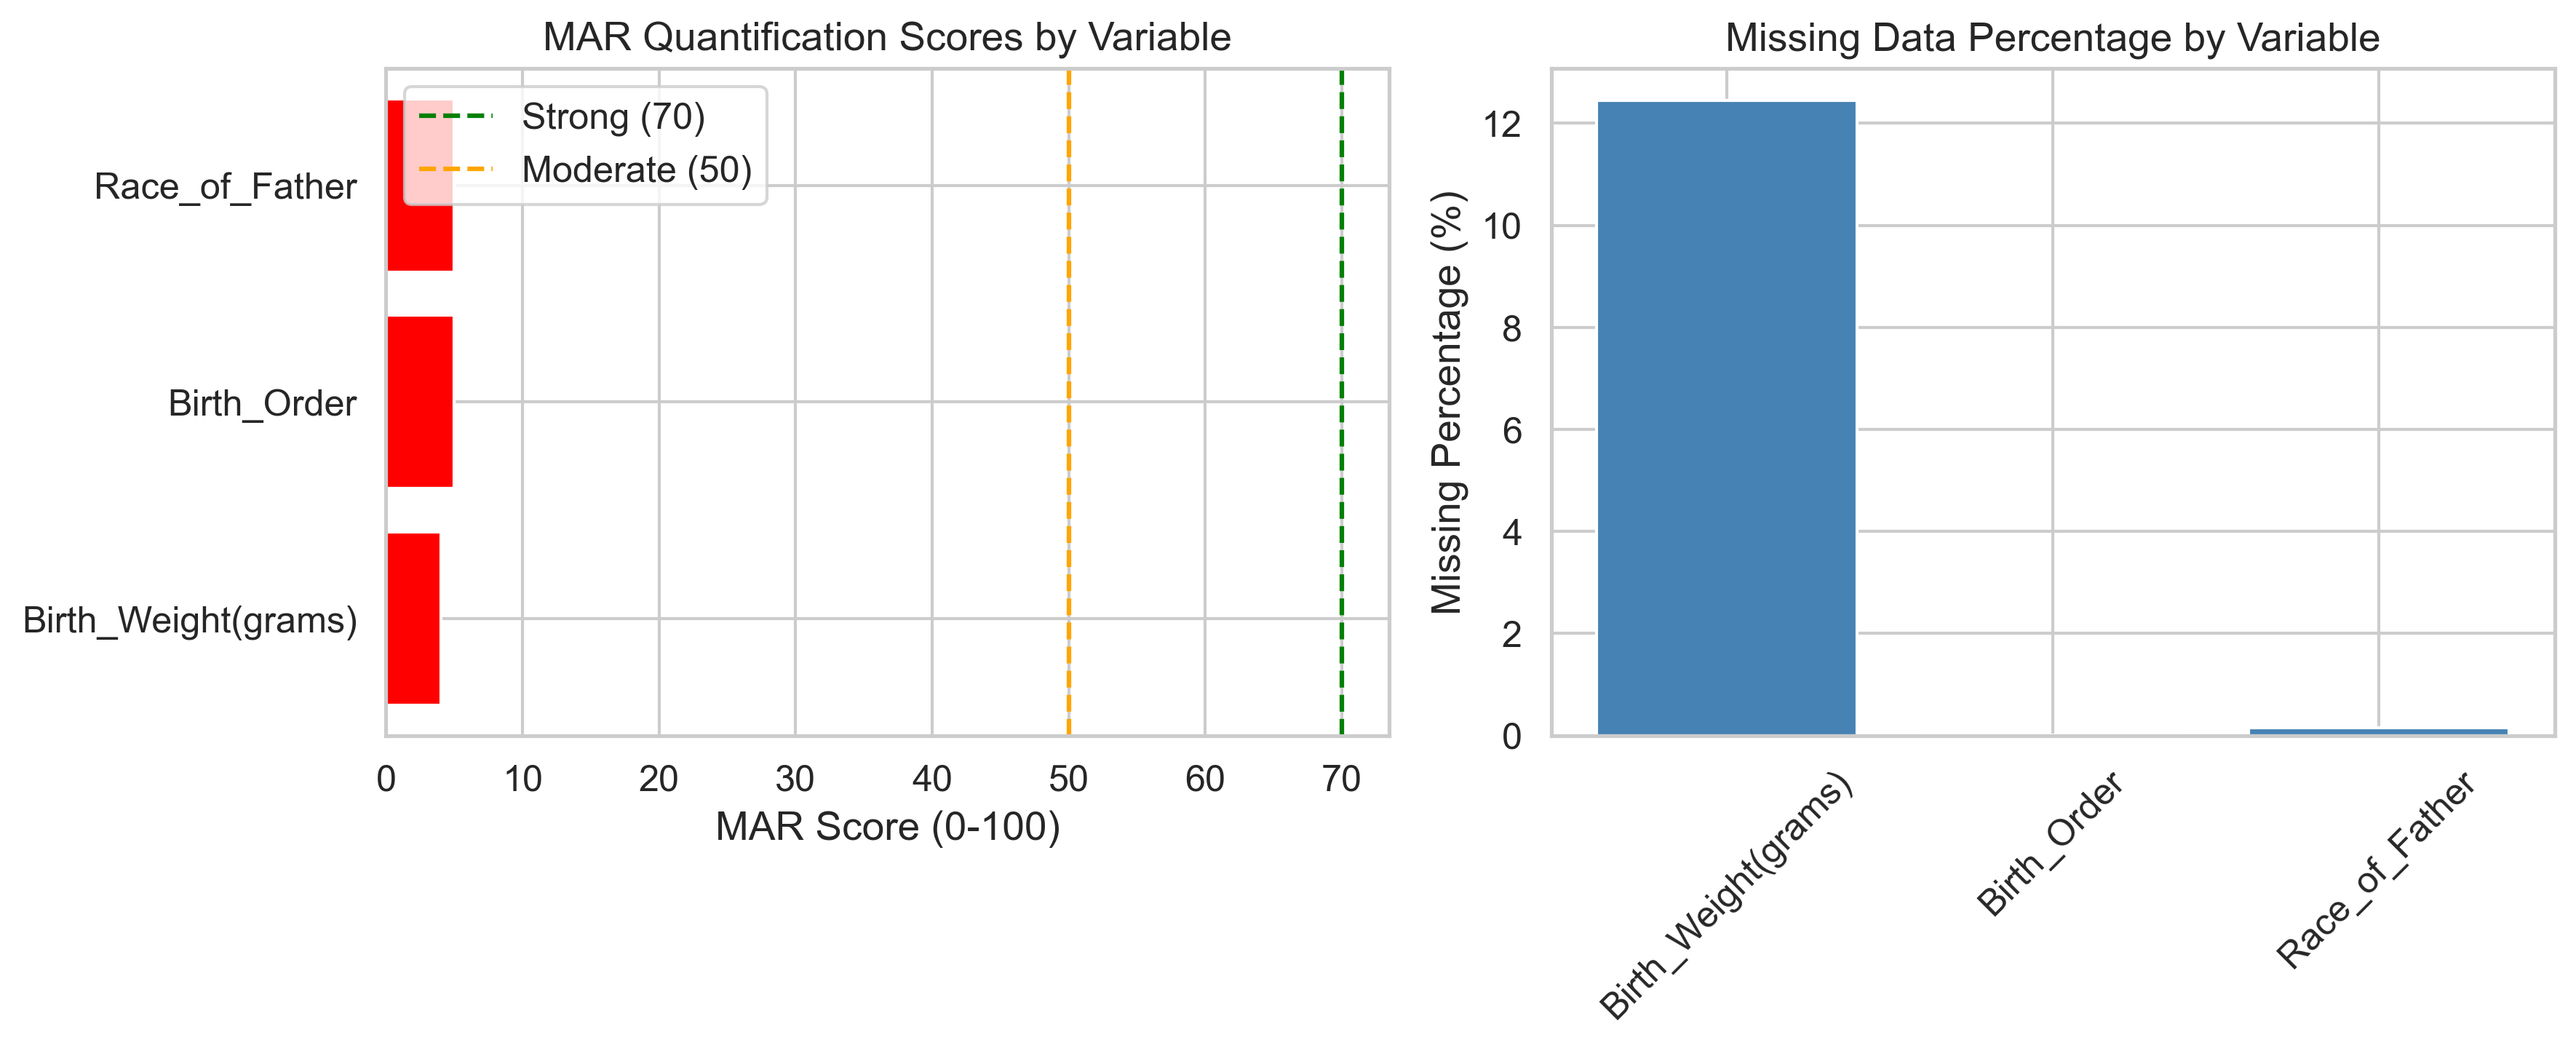 MAR Quantification Scores by Variable
Strong (70)
Moderate (50)
Race_of_Father
Birth_Order
Birth_Weight(grams)
0 10 20 30 40 50 60 70
MAR Score (0-100)
Missing Data Percentage by Variable
Missing Percentage (%)
12
10
8
6
4
2
0
Birth_Weight(grams)
Birth_Order
Race_of_Father